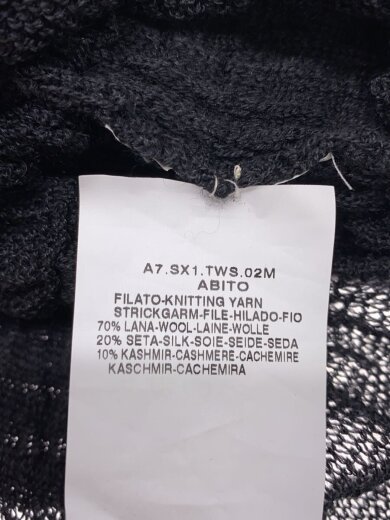 A7.SX1.TWS.02M
ABITO
FILATO-KNITTING YARN
STRICKGARM-FILE-HILADO-FIO
70% LANA-WOOL-LAINE-WOLLE
20% SETA-SILK-SOIE-SEIDE-SEDA
10% KASHMIR-CASHMERE-CACHEMIRE
KASCHMIR-CACHEMIRA